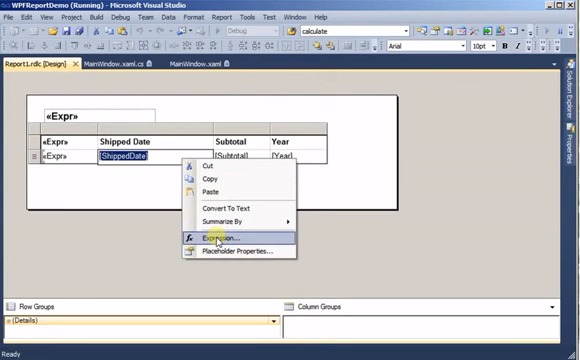 WPFReportDemo (Running) - Microsoft Visual Studio
File Edit View Project Build Debug Team Data Format Report Tools Test Window Help
Debug calculate
Arial 10pt B I
Report1.rdlc [Design] MainWindow.xaml.cs MainWindow.xaml
Solution Explorer
Properties
«Expr»
«Expr» Shipped Date Subtotal Year
«Expr» [ShippedDate] [Subtotal] [Year]
Cut
Copy
Paste
Convert To Text
Summarize By
fx Expression...
Placeholder Properties...
Row Groups Column Groups
(Details)
Ready